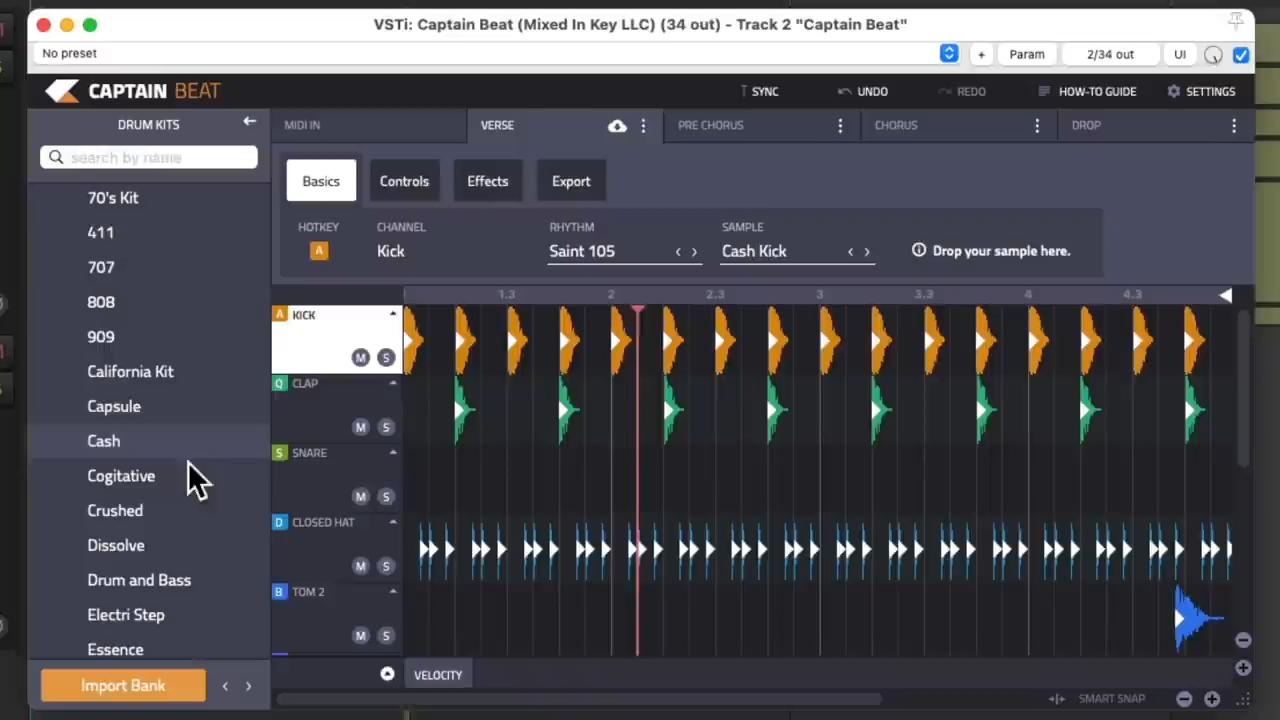 VSTi: Captain Beat (Mixed In Key LLC) (34 out) - Track 2 "Captain Beat"
No preset
+
Param
2/34 out
UI
CAPTAIN BEAT
SYNC
UNDO
REDO
HOW-TO GUIDE
SETTINGS
DRUM KITS
MIDI IN
VERSE
PRE CHORUS
CHORUS
DROP
search by name
Basics
Controls
Effects
Export
70's Kit
411
707
808
909
California Kit
Capsule
Cash
Cogitative
Crushed
Dissolve
Drum and Bass
Electri Step
Essence
Import Bank
HOTKEY
CHANNEL
RHYTHM
SAMPLE
A
Kick
Saint 105
Cash Kick
Drop your sample here.
1.3
2
2.3
3
3.3
4
4.3
A KICK
M S
Q CLAP
M S
S SNARE
M S
D CLOSED HAT
M S
B TOM 2
M S
VELOCITY
SMART SNAP